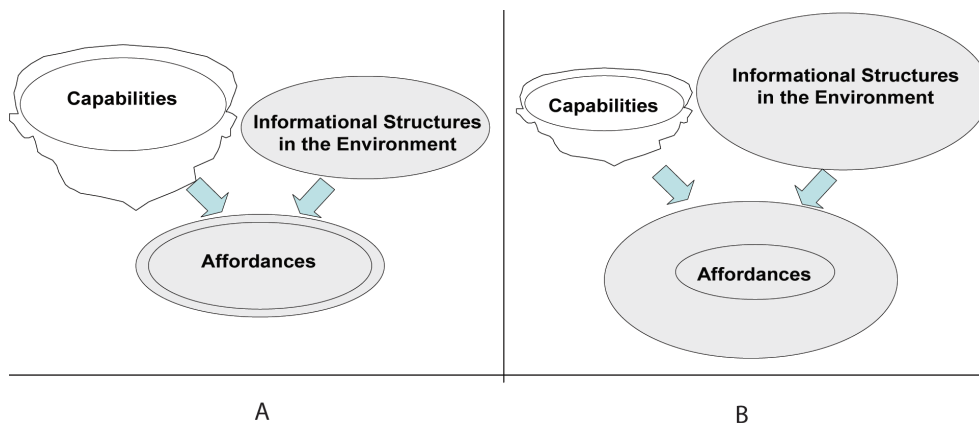 Capabilities
Informational Structures
in the Environment
Affordances
A
Capabilities
Informational Structures
in the Environment
Affordances
B